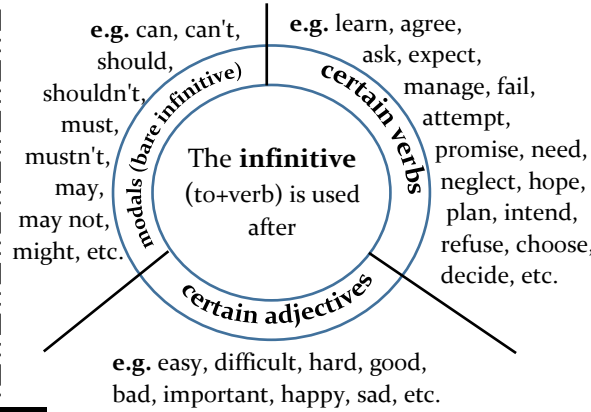 e.g. can, can't,
should,
shouldn't,
must,
mustn't,
may,
may not,
might, etc.
modals (bare infinitive)
e.g. learn, agree,
ask, expect,
manage, fail,
attempt,
promise, need,
neglect, hope,
plan, intend,
refuse, choose,
decide, etc.
certain verbs
The infinitive
(to+verb) is used
after
certain adjectives
e.g. easy, difficult, hard, good,
bad, important, happy, sad, etc.